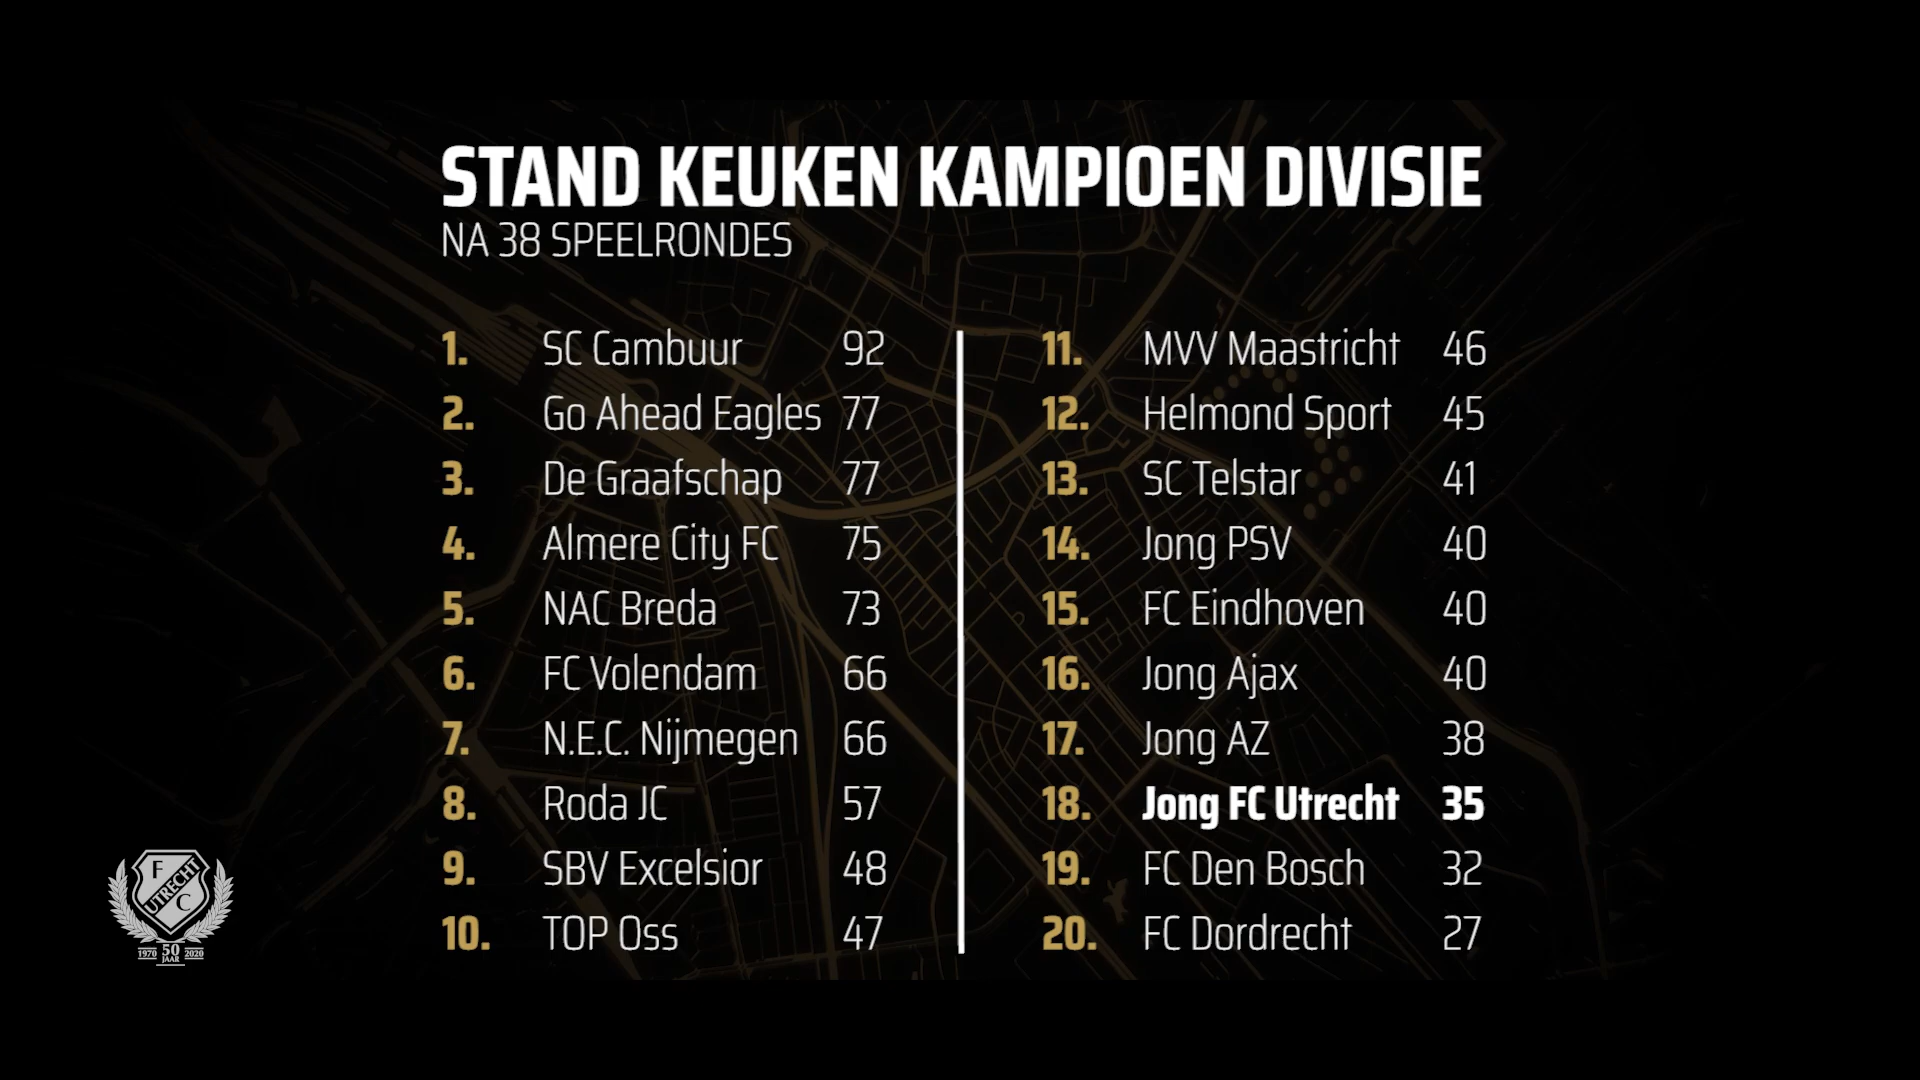 STAND KEUKEN KAMPIOEN DIVISIE
NA 38 SPEELRONDES
1. SC Cambuur 92
2. Go Ahead Eagles 77
3. De Graafschap 77
4. Almere City FC 75
5. NAC Breda 73
6. FC Volendam 66
7. N.E.C. Nijmegen 66
8. Roda JC 57
9. SBV Excelsior 48
10. TOP Oss 47
11. MVV Maastricht 46
12. Helmond Sport 45
13. SC Telstar 41
14. Jong PSV 40
15. FC Eindhoven 40
16. Jong Ajax 40
17. Jong AZ 38
18. Jong FC Utrecht 35
19. FC Den Bosch 32
20. FC Dordrecht 27
F
UTRECHT
C
1970 50 2020
JAAR